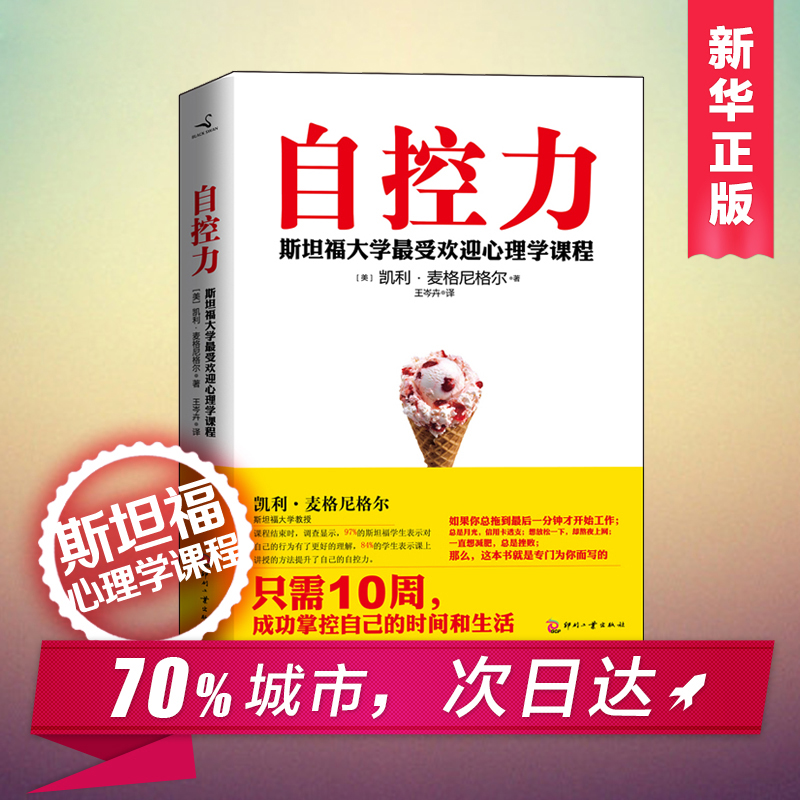 新华正版
BLACK SWAN
自控力
斯坦福大学最受欢迎心理学课程
[美] 凯利·麦格尼格尔 著
王岑卉 译
自控力
斯坦福大学最受欢迎心理学课程
[美] 凯利·麦格尼格尔 著
王岑卉 译
凯利·麦格尼格尔
斯坦福大学教授
课程结束时，调查显示，97%的斯坦福学生表示对
自己的行为有了更好的理解，84%的学生表示课上
讲授的方法提升了自己的自控力。
如果你总拖到最后一分钟才开始工作；
总是月光，信用卡透支；想放松一下，却熬夜上网；
一直想减肥，总是挫败；
那么，这本书就是专门为你而写的
只需10周，
成功掌控自己的时间和生活
印刷工业出版社
斯坦福
心理学课程
70%城市，次日达